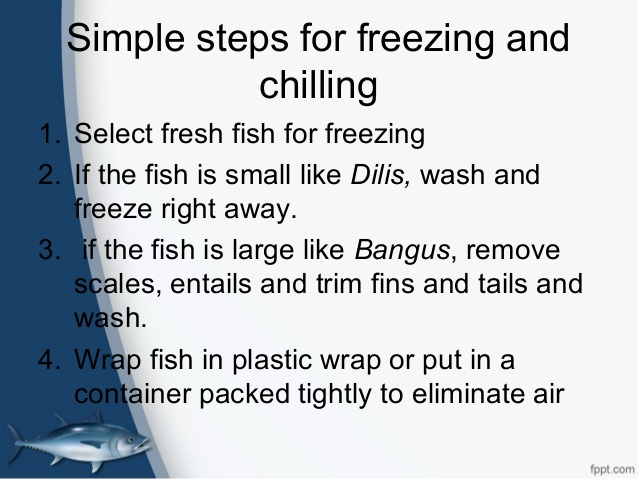 Simple steps for freezing and
chilling
1. Select fresh fish for freezing
2. If the fish is small like Dilis, wash and
freeze right away.
3. if the fish is large like Bangus, remove
scales, entails and trim fins and tails and
wash.
4. Wrap fish in plastic wrap or put in a
container packed tightly to eliminate air
fppt.com